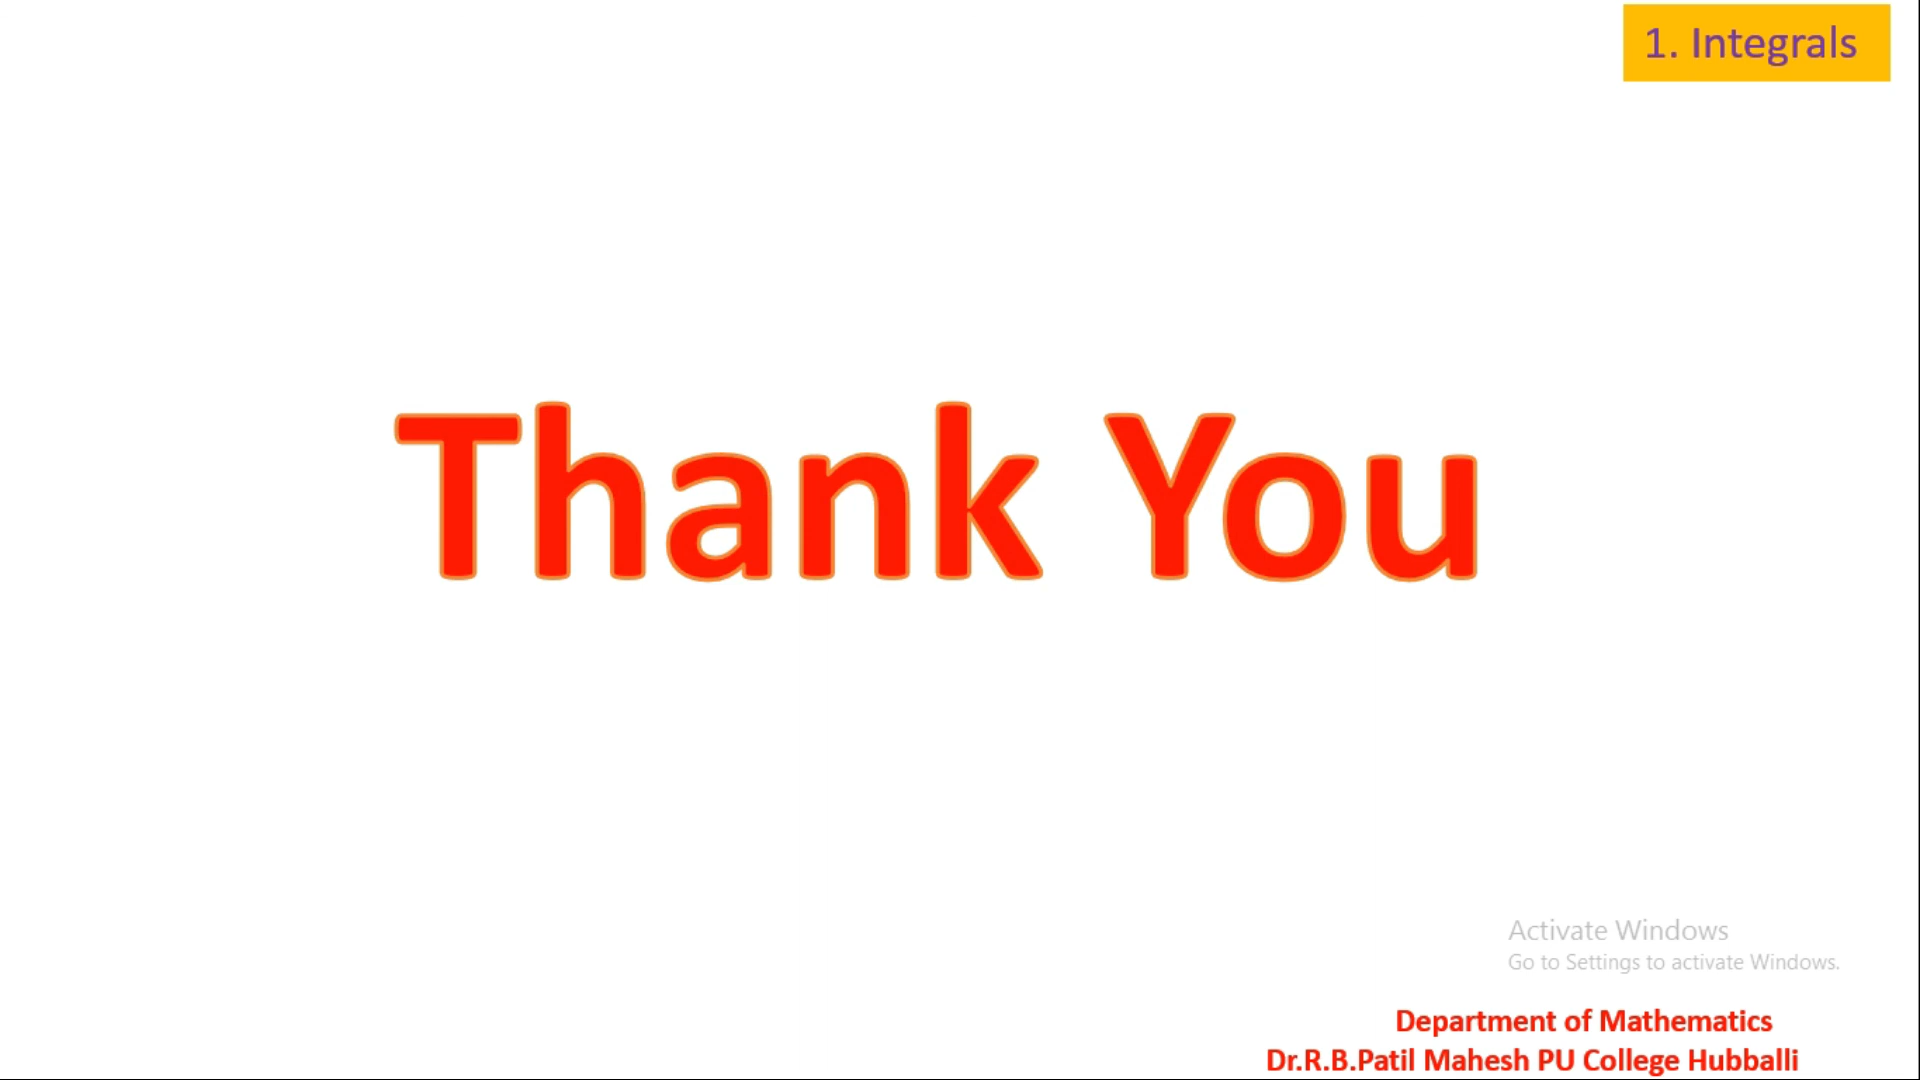 1. Integrals
Thank You
Activate Windows
Go to Settings to activate Windows.
Department of Mathematics
Dr.R.B.Patil Mahesh PU College Hubballi